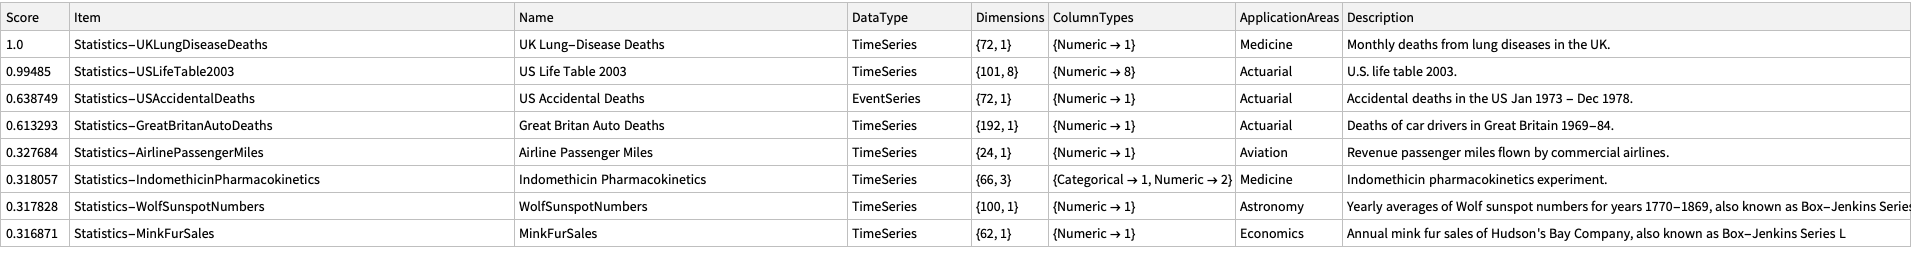 Score Item Name DataType Dimensions ColumnTypes ApplicationAreas Description
1.0 Statistics-UKLungDiseaseDeaths UK Lung-Disease Deaths TimeSeries {72, 1} {Numeric → 1} Medicine Monthly deaths from lung diseases in the UK.
0.99485 Statistics-USLifeTable2003 US Life Table 2003 TimeSeries {101, 8} {Numeric → 8} Actuarial U.S. life table 2003.
0.638749 Statistics-USAccidentalDeaths US Accidental Deaths EventSeries {72, 1} {Numeric → 1} Actuarial Accidental deaths in the US Jan 1973 - Dec 1978.
0.613293 Statistics-GreatBritanAutoDeaths Great Britan Auto Deaths TimeSeries {192, 1} {Numeric → 1} Actuarial Deaths of car drivers in Great Britain 1969-84.
0.327684 Statistics-AirlinePassengerMiles Airline Passenger Miles TimeSeries {24, 1} {Numeric → 1} Aviation Revenue passenger miles flown by commercial airlines.
0.318057 Statistics-IndomethicinPharmacokinetics Indomethicin Pharmacokinetics TimeSeries {66, 3} {Categorical → 1, Numeric → 2} Medicine Indomethicin pharmacokinetics experiment.
0.317828 Statistics-WolfSunspotNumbers WolfSunspotNumbers TimeSeries {100, 1} {Numeric → 1} Astronomy Yearly averages of Wolf sunspot numbers for years 1770-1869, also known as Box-Jenkins Series
0.316871 Statistics-MinkFurSales MinkFurSales TimeSeries {62, 1} {Numeric → 1} Economics Annual mink fur sales of Hudson's Bay Company, also known as Box-Jenkins Series L